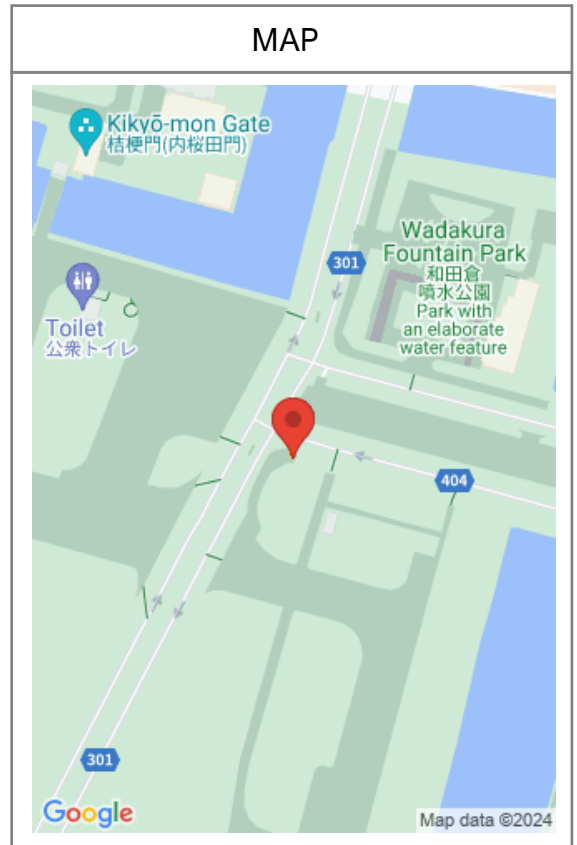 MAP
Kikyō-mon Gate
桔梗門(内桜田門)
301
Wadakura
Fountain Park
和田倉
噴水公園
Park with
an elaborate
water feature
Toilet
公衆トイレ
404
301
Google
Map data ©2024